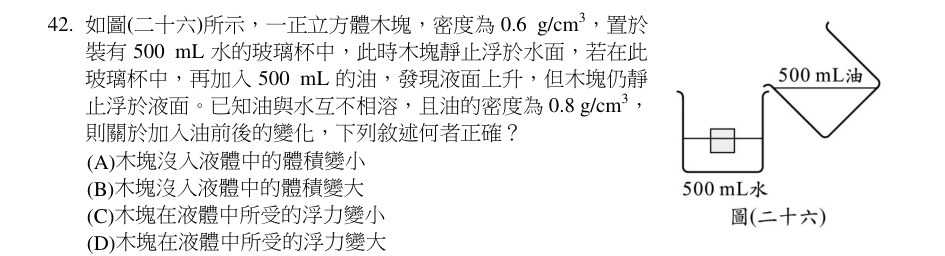 42. 如圖(二十六)所示，一正立方體木塊，密度為 0.6 g/cm³，置於
裝有 500 mL 水的玻璃杯中，此時木塊靜止浮於水面，若在此
玻璃杯中，再加入 500 mL 的油，發現液面上升，但木塊仍靜
止浮於液面。已知油與水互不相溶，且油的密度為 0.8 g/cm³，
則關於加入油前後的變化，下列敘述何者正確？
(A)木塊沒入液體中的體積變小
(B)木塊沒入液體中的體積變大
(C)木塊在液體中所受的浮力變小
(D)木塊在液體中所受的浮力變大
500 mL油
500 mL水
圖(二十六)